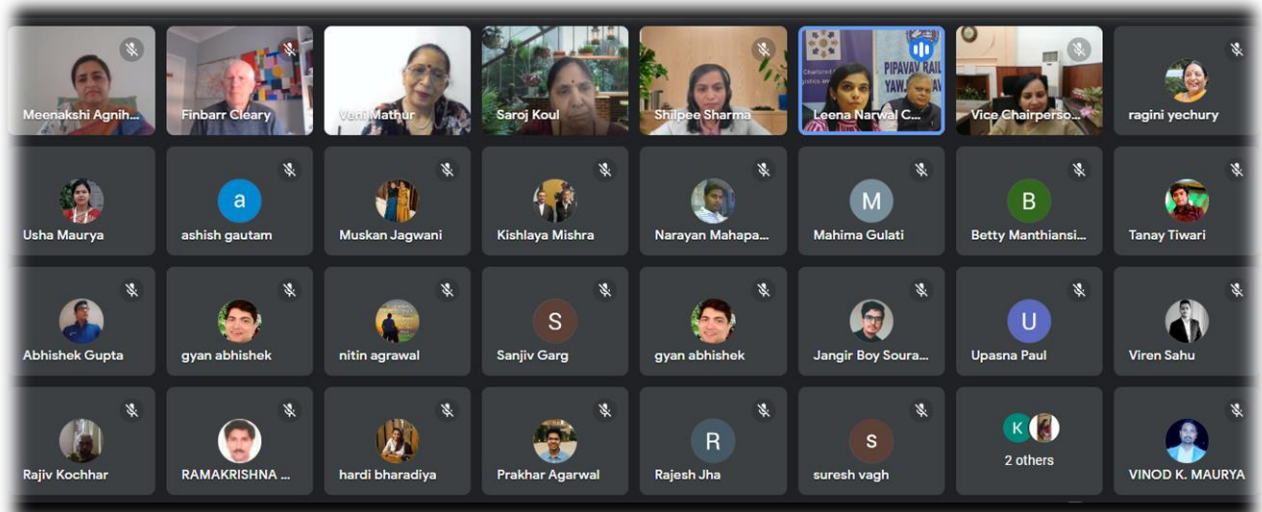 Meenakshi Agnih...
Finbarr Cleary
Veni Mathur
Saroj Koul
Shilpee Sharma
Chartered
PIPAVAV RAIL
Leena Narwal C...
Vice Chairperso...
ragini yechury
Usha Maurya
a
ashish gautam
Muskan Jagwani
Kishlaya Mishra
Narayan Mahapa...
M
Mahima Gulati
B
Betty Manthiansi...
Tanay Tiwari
Abhishek Gupta
gyan abhishek
nitin agrawal
S
Sanjiv Garg
gyan abhishek
Jangir Boy Soura...
U
Upasna Paul
Viren Sahu
Rajiv Kochhar
RAMAKRISHNA ...
hardi bharadiya
Prakhar Agarwal
R
Rajesh Jha
s
suresh vagh
K
2 others
VINOD K. MAURYA